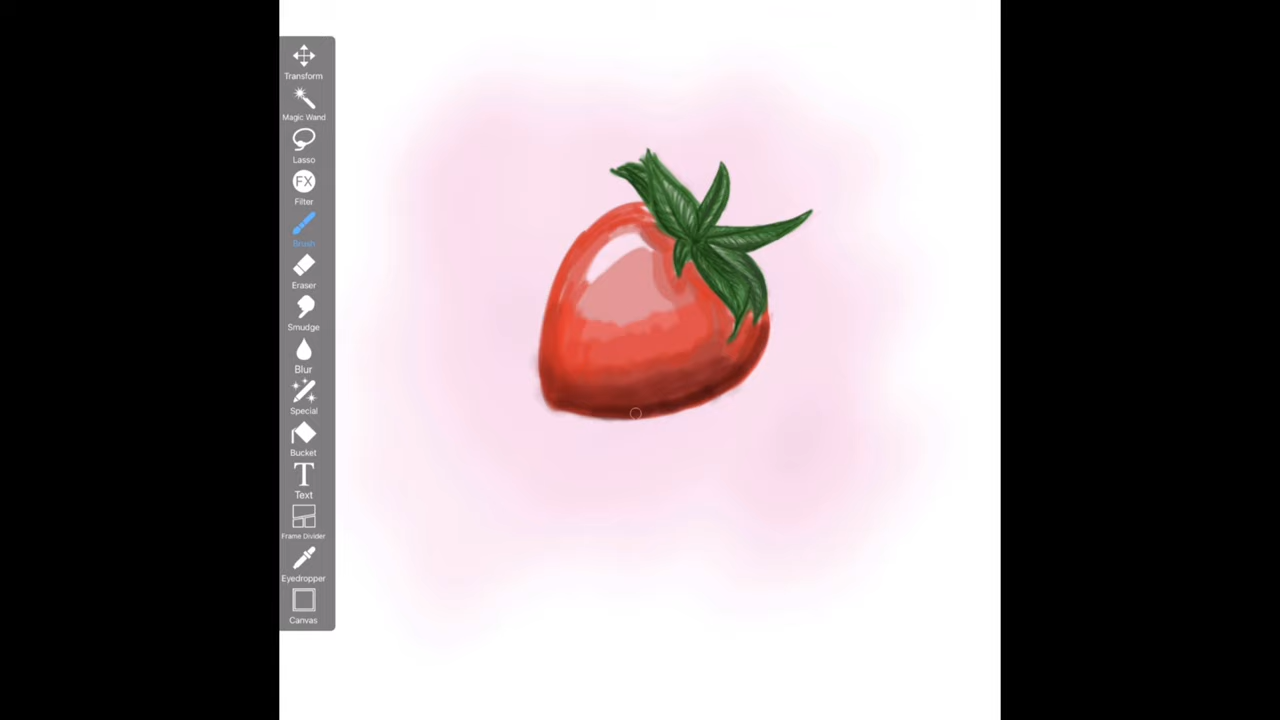 Transform
Magic Wand
Lasso
FX
Filter
Brush
Eraser
Smudge
Blur
Special
Bucket
T
Text
Frame Divider
Eyedropper
Canvas